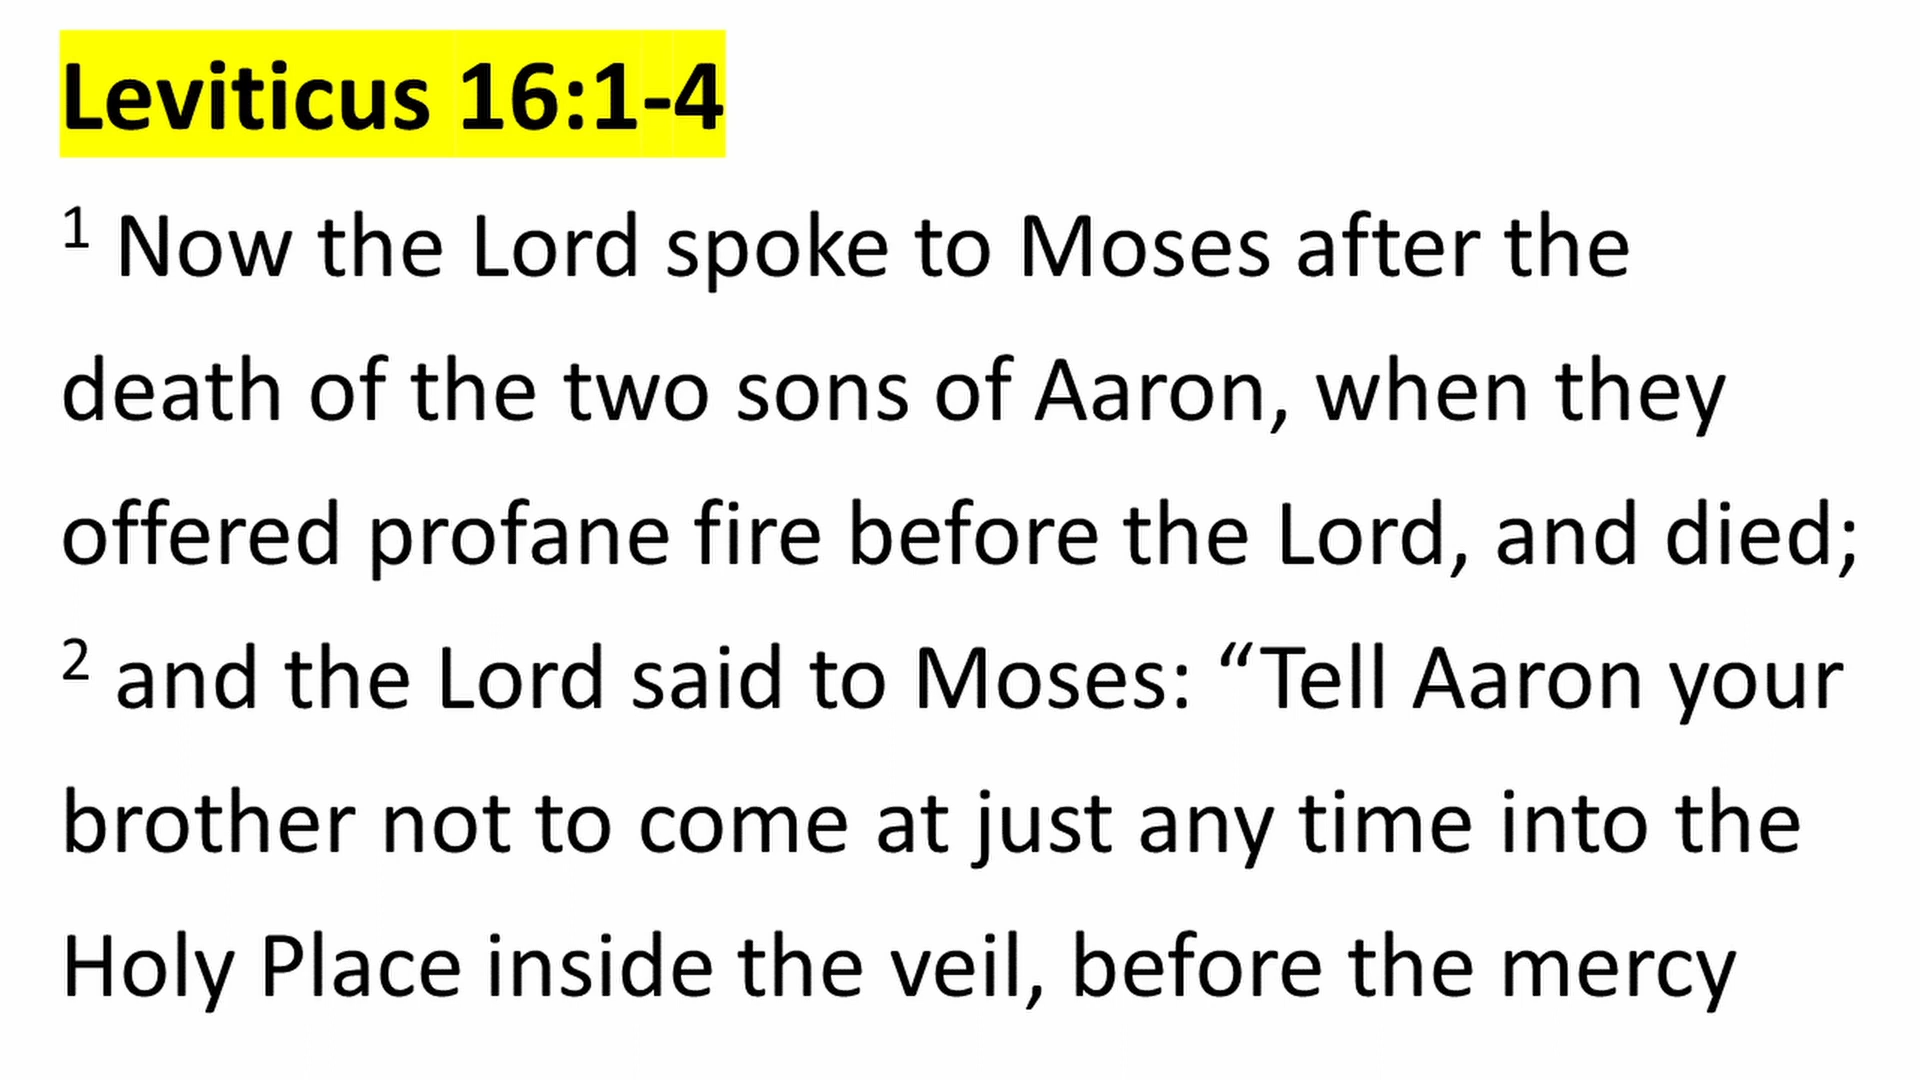 Leviticus 16:1-4
1 Now the Lord spoke to Moses after the
death of the two sons of Aaron, when they
offered profane fire before the Lord, and died;
2 and the Lord said to Moses: “Tell Aaron your
brother not to come at just any time into the
Holy Place inside the veil, before the mercy